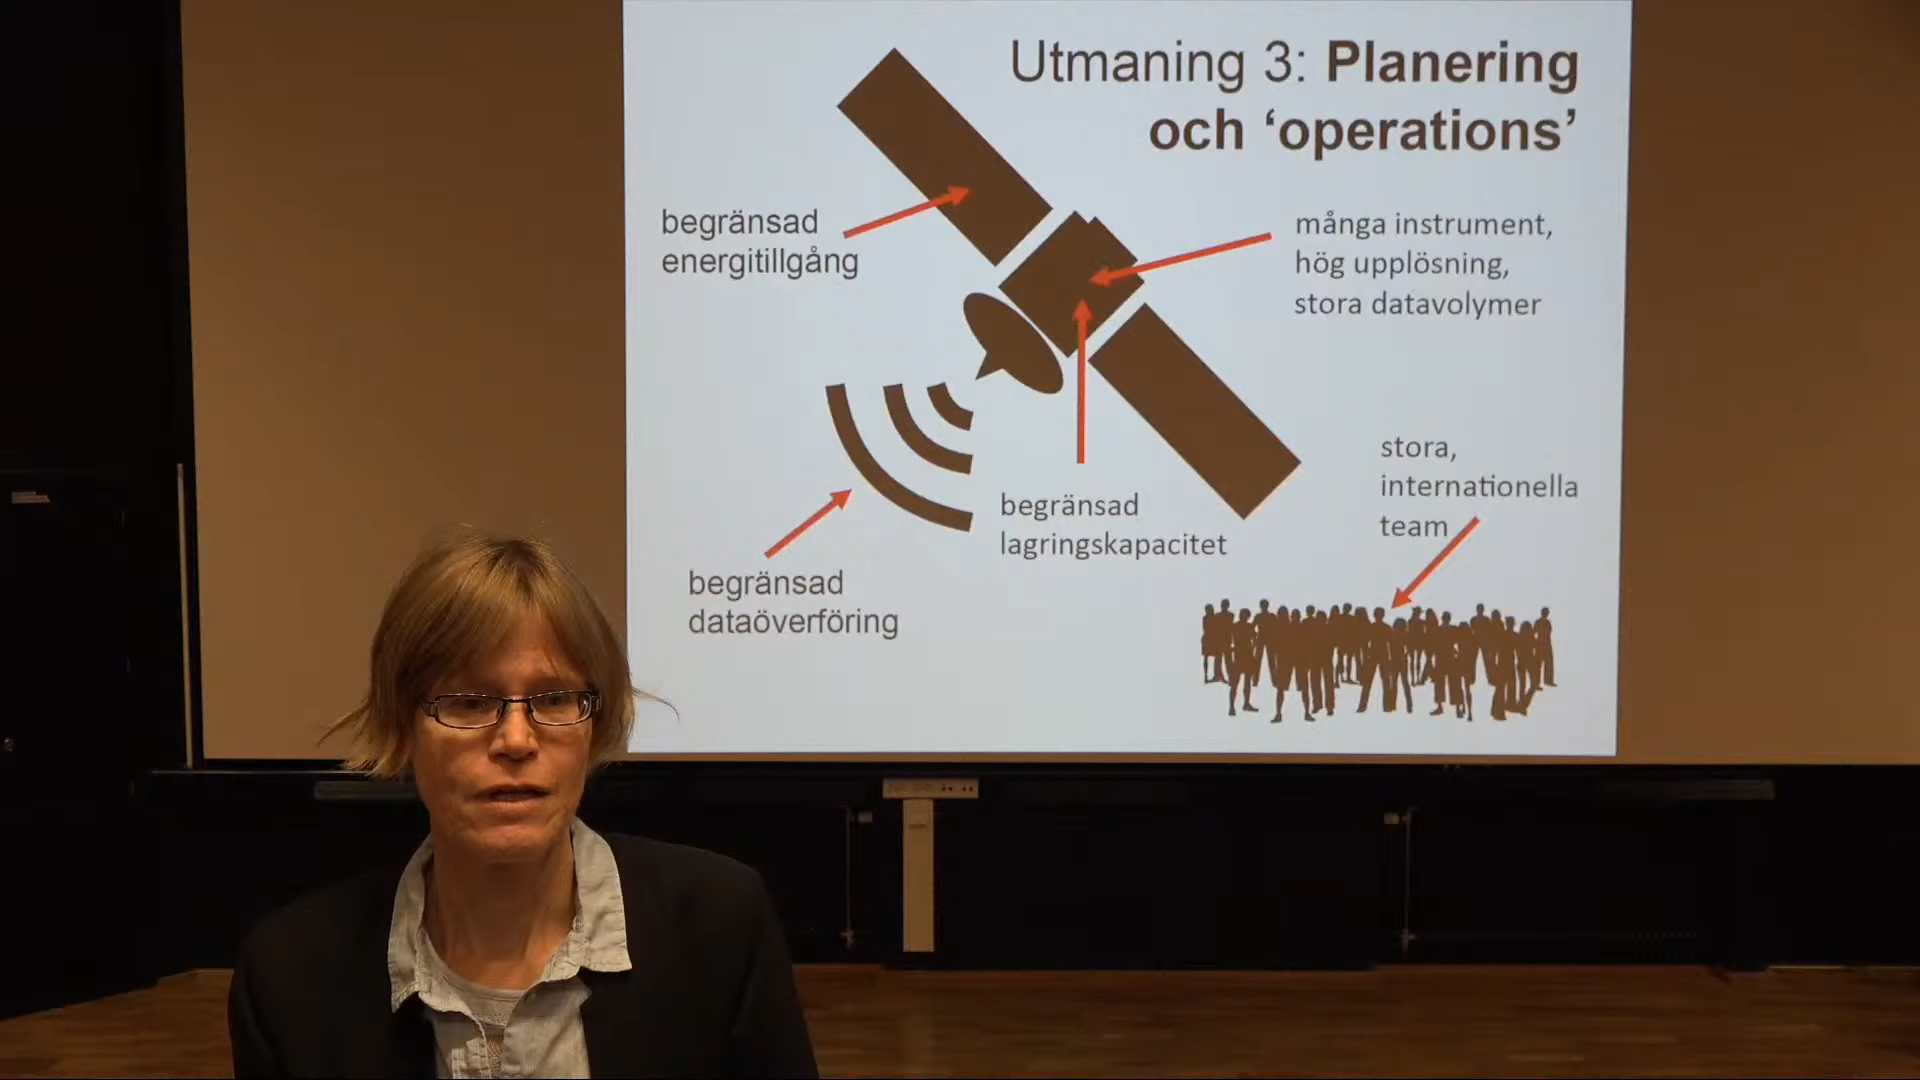 Utmaning 3: Planering
och ‘operations’
begränsad
energitillgång
många instrument,
hög upplösning,
stora datavolymer
stora,
internationella
team
begränsad
lagringskapacitet
begränsad
dataöverföring